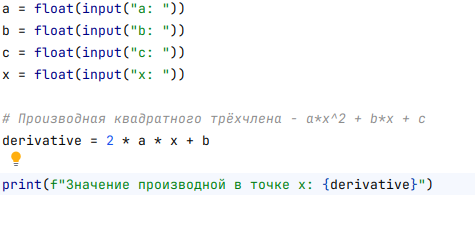 a = float(input("a: "))
b = float(input("b: "))
c = float(input("c: "))
x = float(input("x: "))
# Производная квадратного трёхчлена - a*x^2 + b*x + c
derivative = 2 * a * x + b
print(f"Значение производной в точке x: {derivative}")